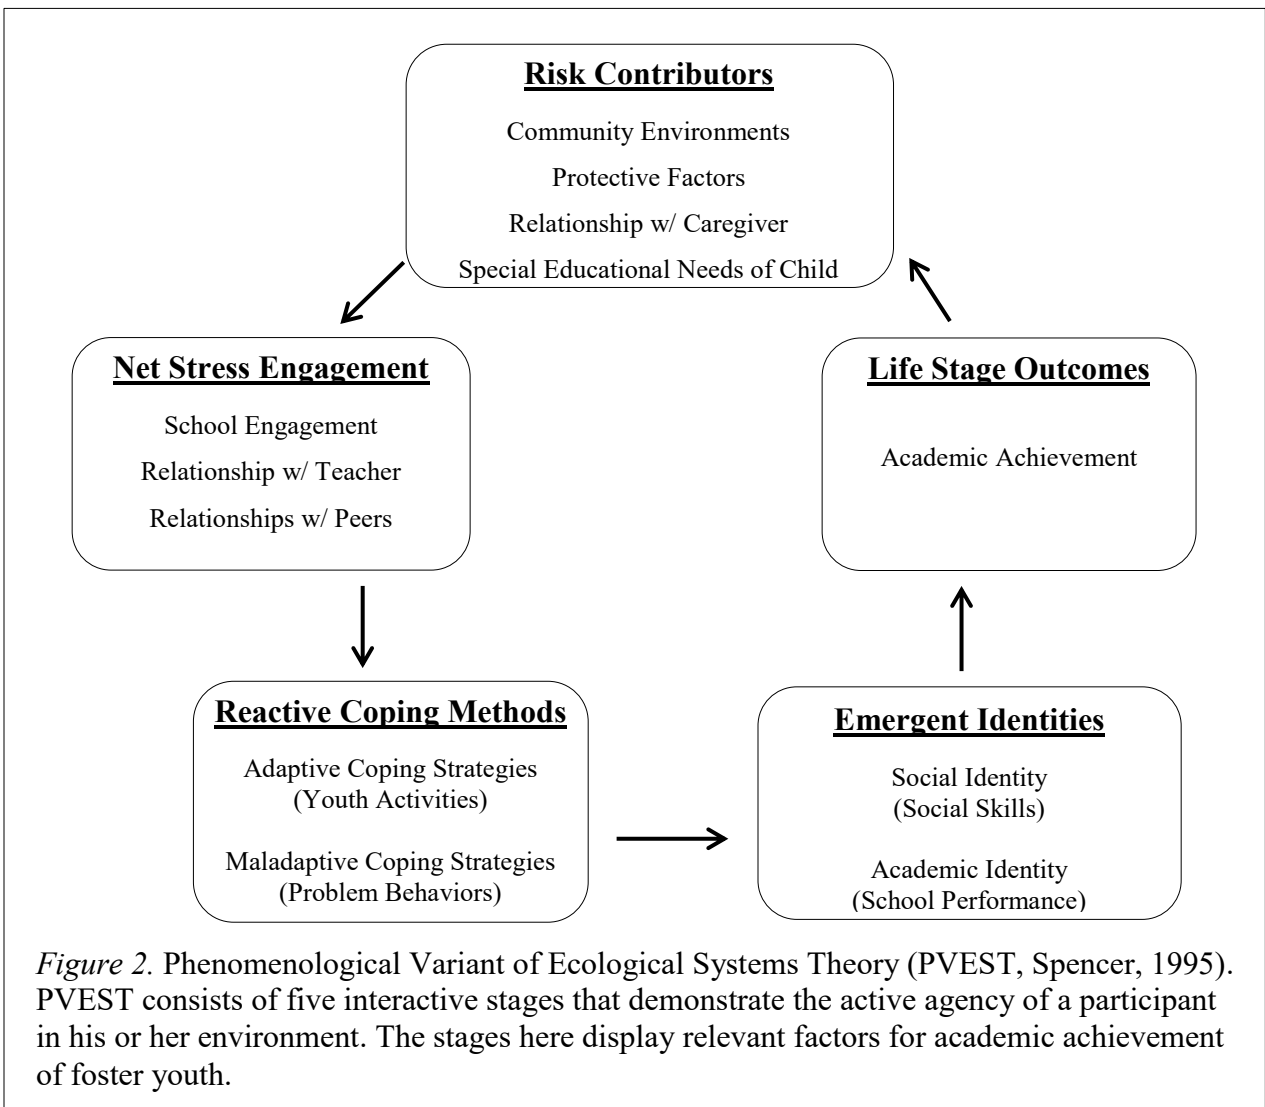 Risk Contributors
Community Environments
Protective Factors
Relationship w/ Caregiver
Special Educational Needs of Child
Net Stress Engagement
School Engagement
Relationship w/ Teacher
Relationships w/ Peers
Life Stage Outcomes
Academic Achievement
Reactive Coping Methods
Adaptive Coping Strategies
(Youth Activities)
Maladaptive Coping Strategies
(Problem Behaviors)
Emergent Identities
Social Identity
(Social Skills)
Academic Identity
(School Performance)
Figure 2. Phenomenological Variant of Ecological Systems Theory (PVEST, Spencer, 1995).
PVEST consists of five interactive stages that demonstrate the active agency of a participant
in his or her environment. The stages here display relevant factors for academic achievement
of foster youth.